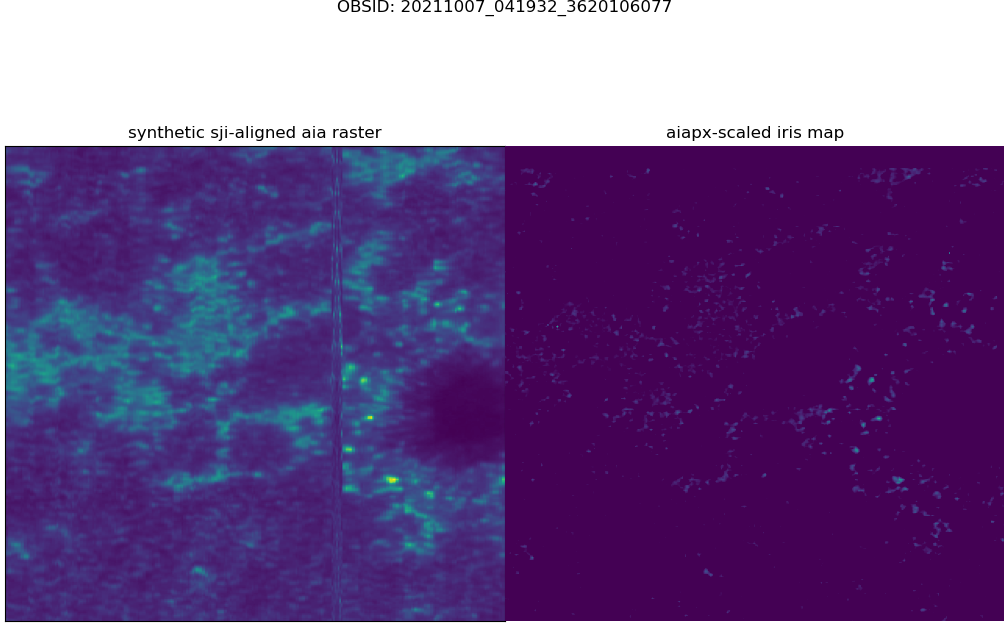 OBSID: 20211007_041932_3620106077
synthetic sji-aligned aia raster
aiapx-scaled iris map